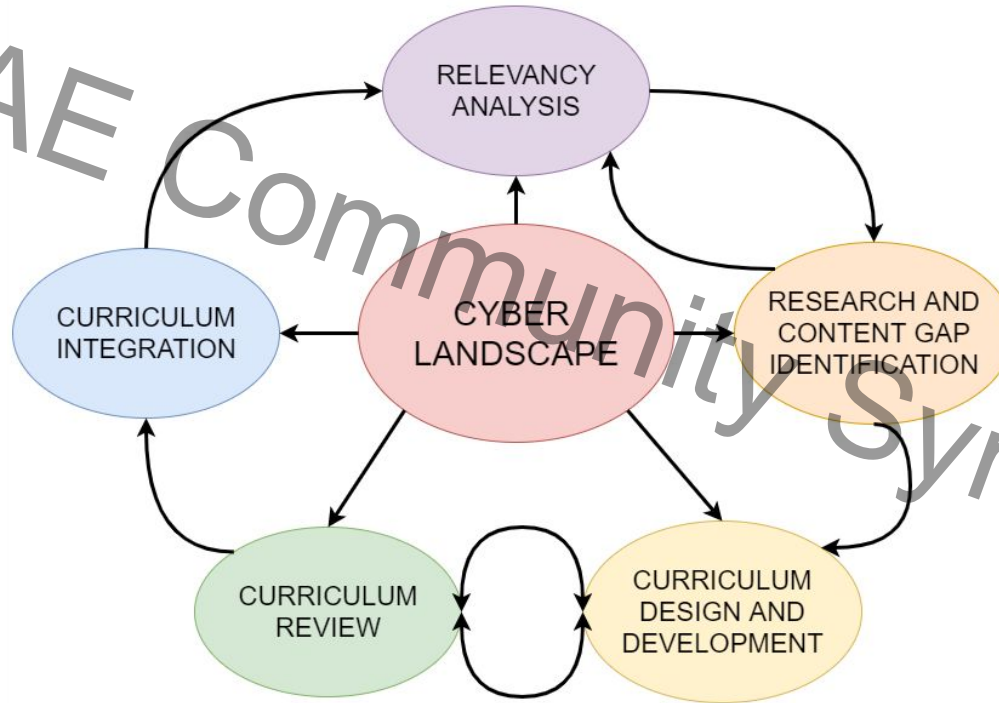 RELEVANCY
ANALYSIS
AE Community
CYBER
LANDSCAPE
CURRICULUM
INTEGRATION
RESEARCH AND
CONTENT GAP
IDENTIFICATION
CURRICULUM
REVIEW
CURRICULUM
DESIGN AND
DEVELOPMENT